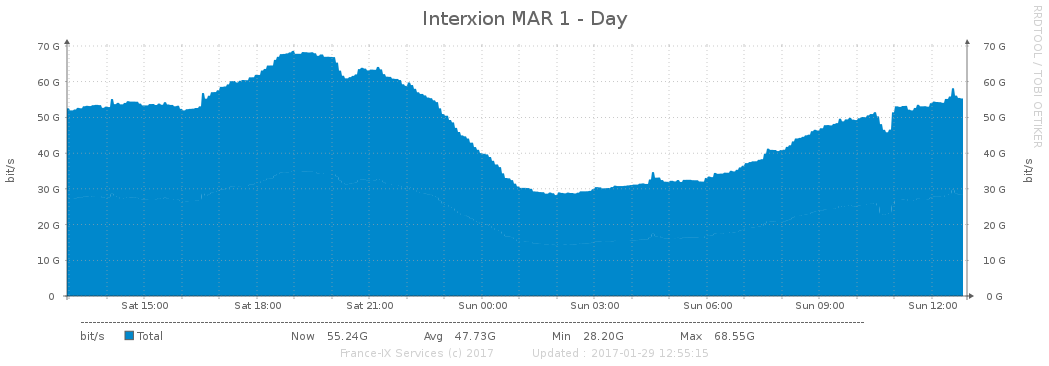 Interxion MAR 1 - Day
RRDTOOL / TOBI OETIKER
70 G 70 G
60 G 60 G
50 G 50 G
40 G 40 G
30 G 30 G
20 G 20 G
10 G 10 G
0 0 G
bit/s bit/s
Sat 15:00 Sat 18:00 Sat 21:00 Sun 00:00 Sun 03:00 Sun 06:00 Sun 09:00 Sun 12:00
bit/s Total Now 55.24G Avg 47.73G Min 28.20G Max 68.55G
France-IX Services (c) 2017 Updated : 2017-01-29 12:55:15